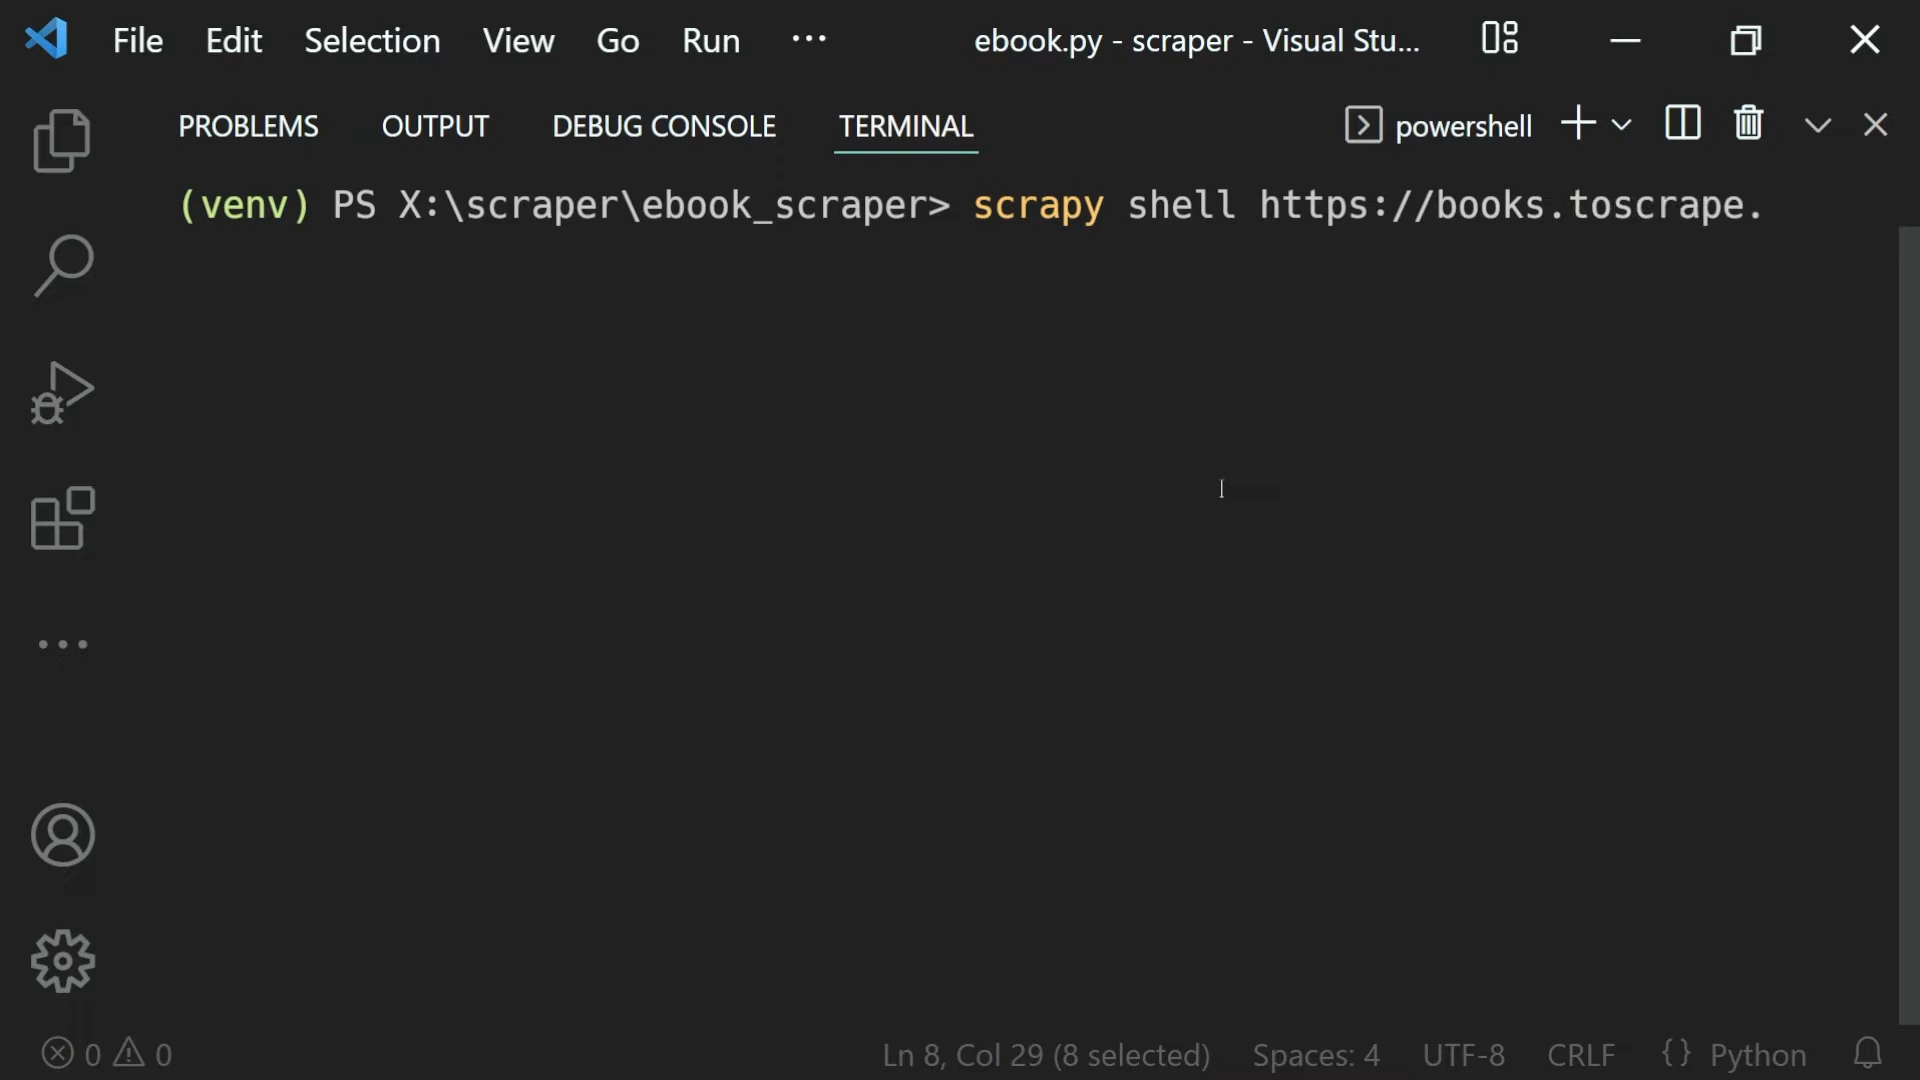 File Edit Selection View Go Run ··· ebook.py - scraper - Visual Stu...
PROBLEMS OUTPUT DEBUG CONSOLE TERMINAL powershell
(venv) PS X:\scraper\ebook_scraper> scrapy shell https://books.toscrape.
0 0 Ln 8, Col 29 (8 selected) Spaces: 4 UTF-8 CRLF {} Python